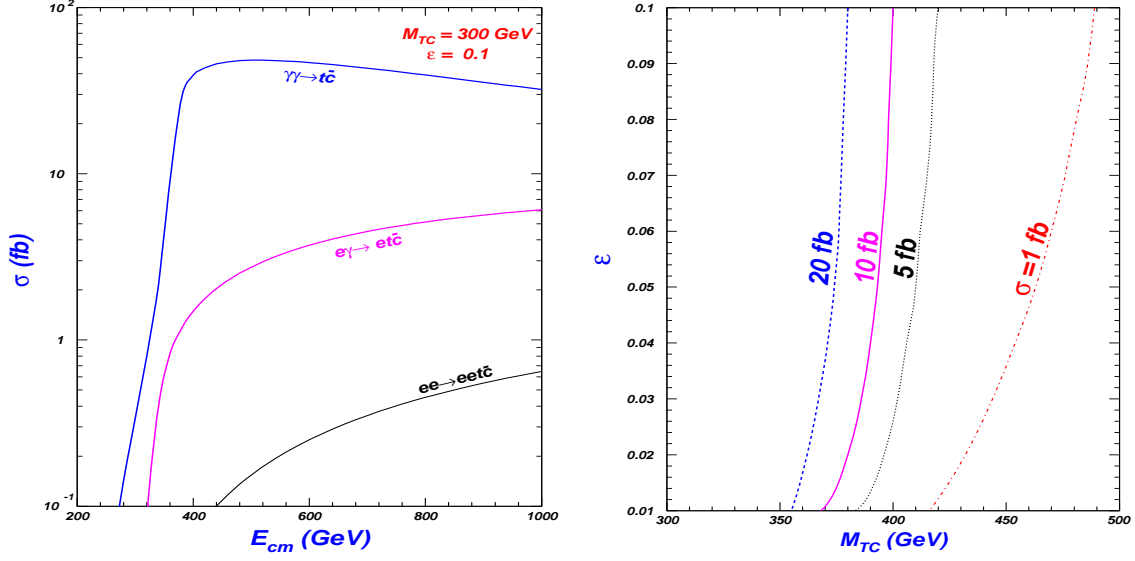 10²
10
1
10⁻¹
σ (fb)
M_TC = 300 GeV
ε = 0.1
γγ→tc̄
eγ→ etc̄
ee→eetc̄
200
400
600
800
1000
E_cm (GeV)
0.1
0.09
0.08
0.07
0.06
0.05
0.04
0.03
0.02
0.01
ε
20 fb
10 fb
5 fb
σ =1 fb
300
350
400
450
500
M_TC (GeV)